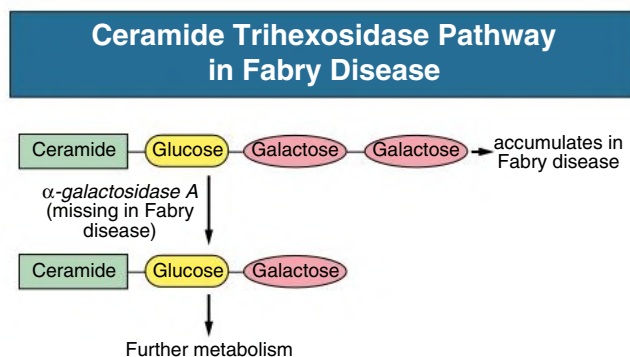 Ceramide Trihexosidase Pathway
in Fabry Disease
Ceramide Glucose Galactose Galactose accumulates in
Fabry disease
α-galactosidase A
(missing in Fabry
disease)
Ceramide Glucose Galactose
Further metabolism